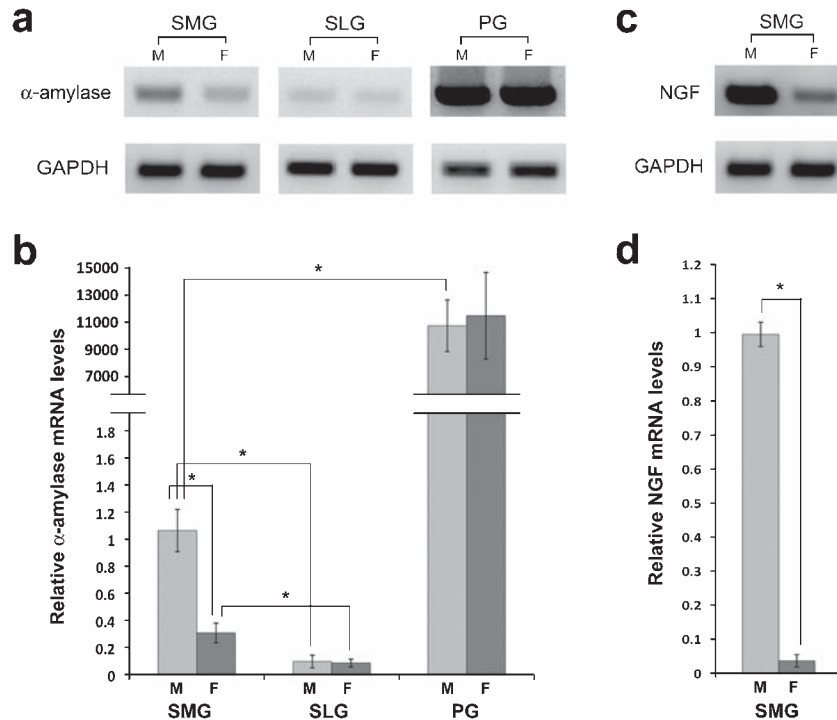 a
SMG
SLG
PG
M F M F M F
α-amylase
GAPDH
c
SMG
M F
NGF
GAPDH
b
Relative α-amylase mRNA levels
15000
13000
11000
9000
7000
1.8
1.6
1.4
1.2
1
0.8
0.6
0.4
0.2
0
*
*
*
*
M F M F M F
SMG SLG PG
d
Relative NGF mRNA levels
1.2
1.1
1
0.9
0.8
0.7
0.6
0.5
0.4
0.3
0.2
0.1
0
*
M F
SMG